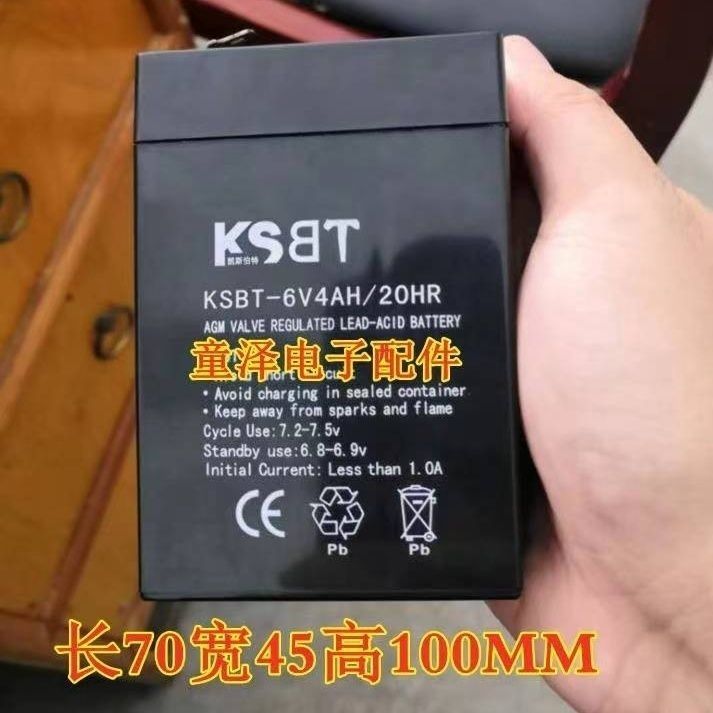 KSBT
凯斯伯特
KSBT-6V4AH/20HR
AGM VALVE REGULATED LEAD-ACID BATTERY
童泽电子配件
• Avoid charging in sealed container
• Keep away from sparks and flame
Cycle Use:7.2-7.5v
Standby use:6.8-6.9v
Initial Current: Less than 1.0A
CE
Pb
Pb
长70宽45高100MM